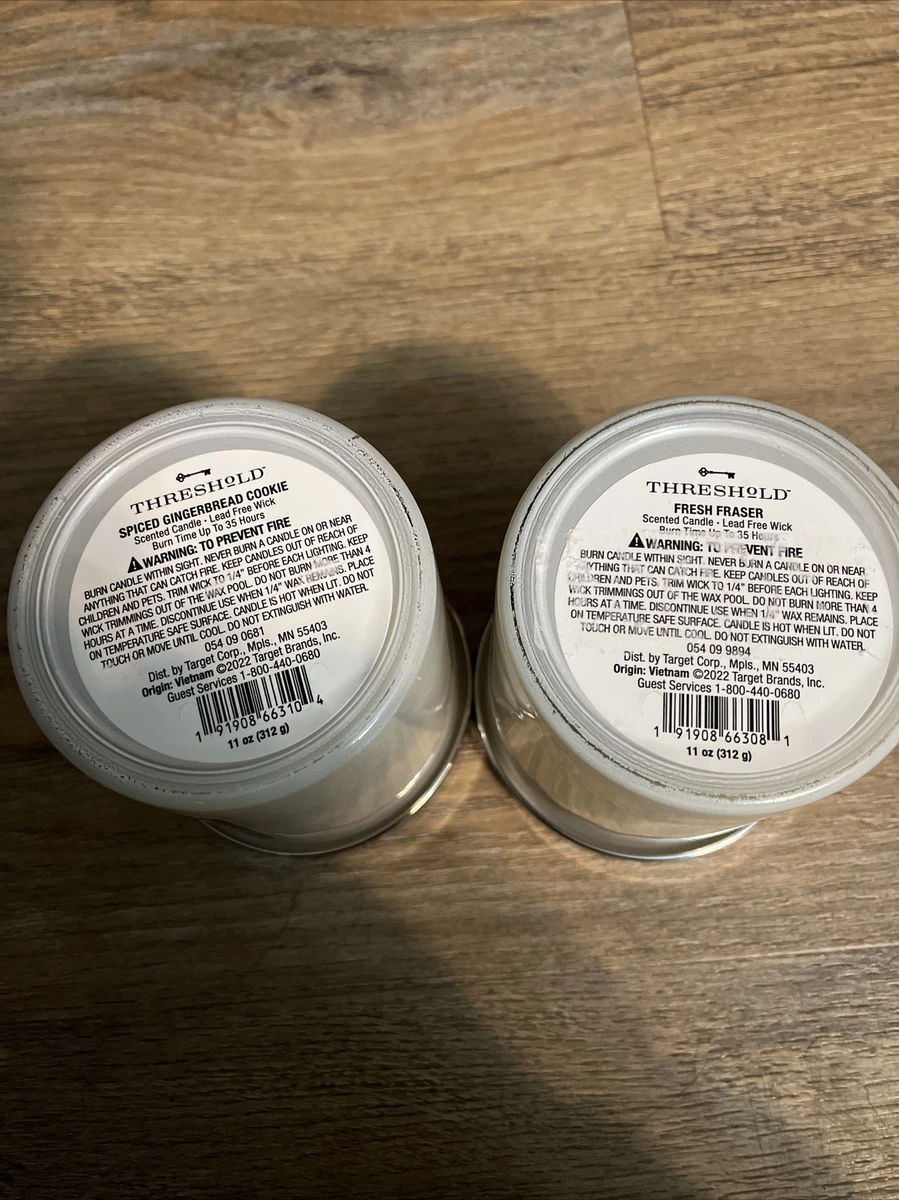 THRESHOLD™
SPICED GINGERBREAD COOKIE
Scented Candle • Lead Free Wick
Burn Time Up To 35 Hours
WARNING: TO PREVENT FIRE
BURN CANDLE WITHIN SIGHT. NEVER BURN A CANDLE ON OR NEAR
ANYTHING THAT CAN CATCH FIRE. KEEP CANDLES OUT OF REACH OF
CHILDREN AND PETS. TRIM WICK TO 1/4" BEFORE EACH LIGHTING. KEEP
WICK TRIMMINGS OUT OF THE WAX POOL. DO NOT BURN MORE THAN 4
HOURS AT A TIME. DISCONTINUE USE WHEN 1/4" WAX REMAINS. PLACE
ON TEMPERATURE SAFE SURFACE. CANDLE IS HOT WHEN LIT. DO NOT
TOUCH OR MOVE UNTIL COOL. DO NOT EXTINGUISH WITH WATER.
054 09 0681
Dist. by Target Corp., Mpls., MN 55403
Origin: Vietnam ©2022 Target Brands, Inc.
Guest Services 1-800-440-0680
1 91908 66310 4
11 oz (312 g)
THRESHOLD™
FRESH FRASER
Scented Candle • Lead Free Wick
Burn Time Up To 35 Hours
WARNING: TO PREVENT FIRE
BURN CANDLE WITHIN SIGHT. NEVER BURN A CANDLE ON OR NEAR
ANYTHING THAT CAN CATCH FIRE. KEEP CANDLES OUT OF REACH OF
CHILDREN AND PETS. TRIM WICK TO 1/4" BEFORE EACH LIGHTING. KEEP
WICK TRIMMINGS OUT OF THE WAX POOL. DO NOT BURN MORE THAN 4
HOURS AT A TIME. DISCONTINUE USE WHEN 1/4" WAX REMAINS. PLACE
ON TEMPERATURE SAFE SURFACE. CANDLE IS HOT WHEN LIT. DO NOT
TOUCH OR MOVE UNTIL COOL. DO NOT EXTINGUISH WITH WATER.
054 09 9894
Dist. by Target Corp., Mpls., MN 55403
Origin: Vietnam ©2022 Target Brands, Inc.
Guest Services 1-800-440-0680
1 91908 66308 1
11 oz (312 g)